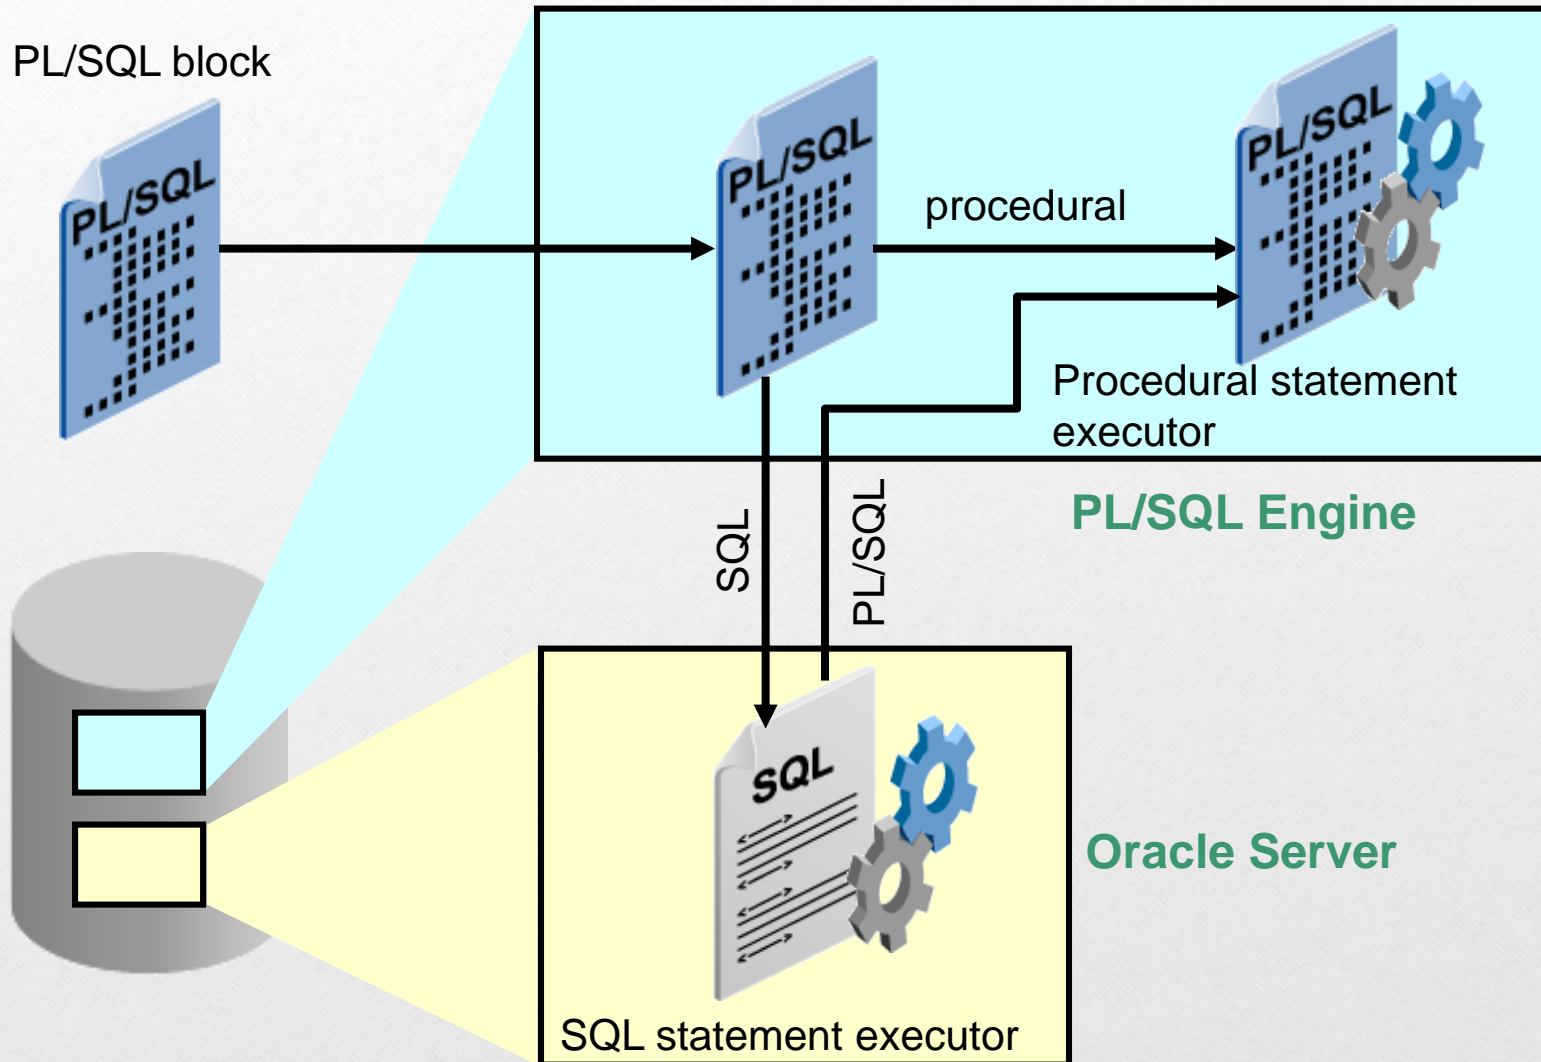 PL/SQL block
PL/SQL
PL/SQL
PL/SQL
procedural
Procedural statement
executor
PL/SQL Engine
SQL
PL/SQL
SQL
Oracle Server
SQL statement executor